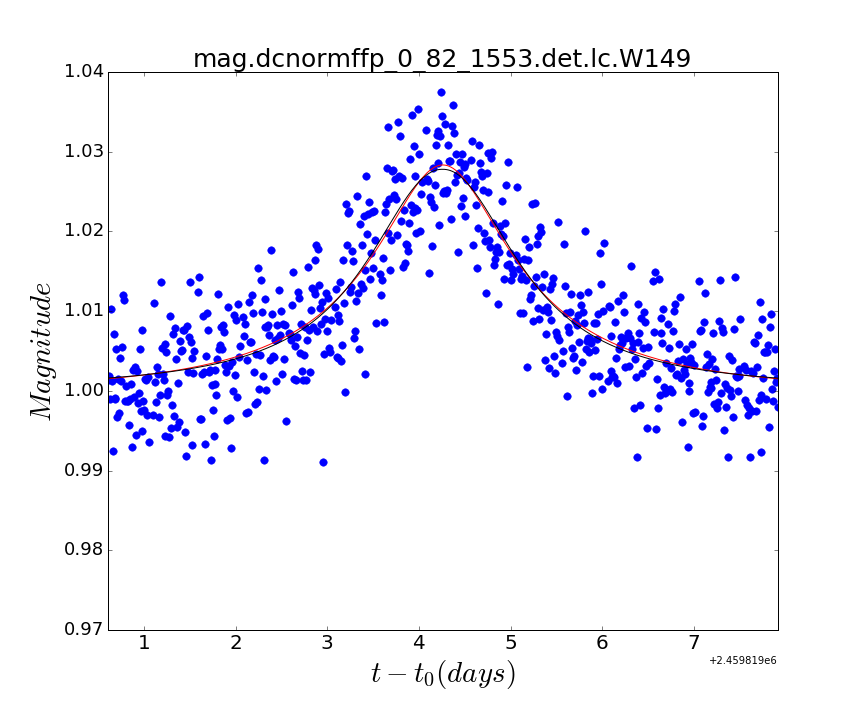 mag.dcnormffp_0_82_1553.det.lc.W149
1.04
1.03
1.02
1.01
1.00
0.99
0.98
0.97
Magnitude
1 2 3 4 5 6 7
+2.459819e6
t − t₀(days)